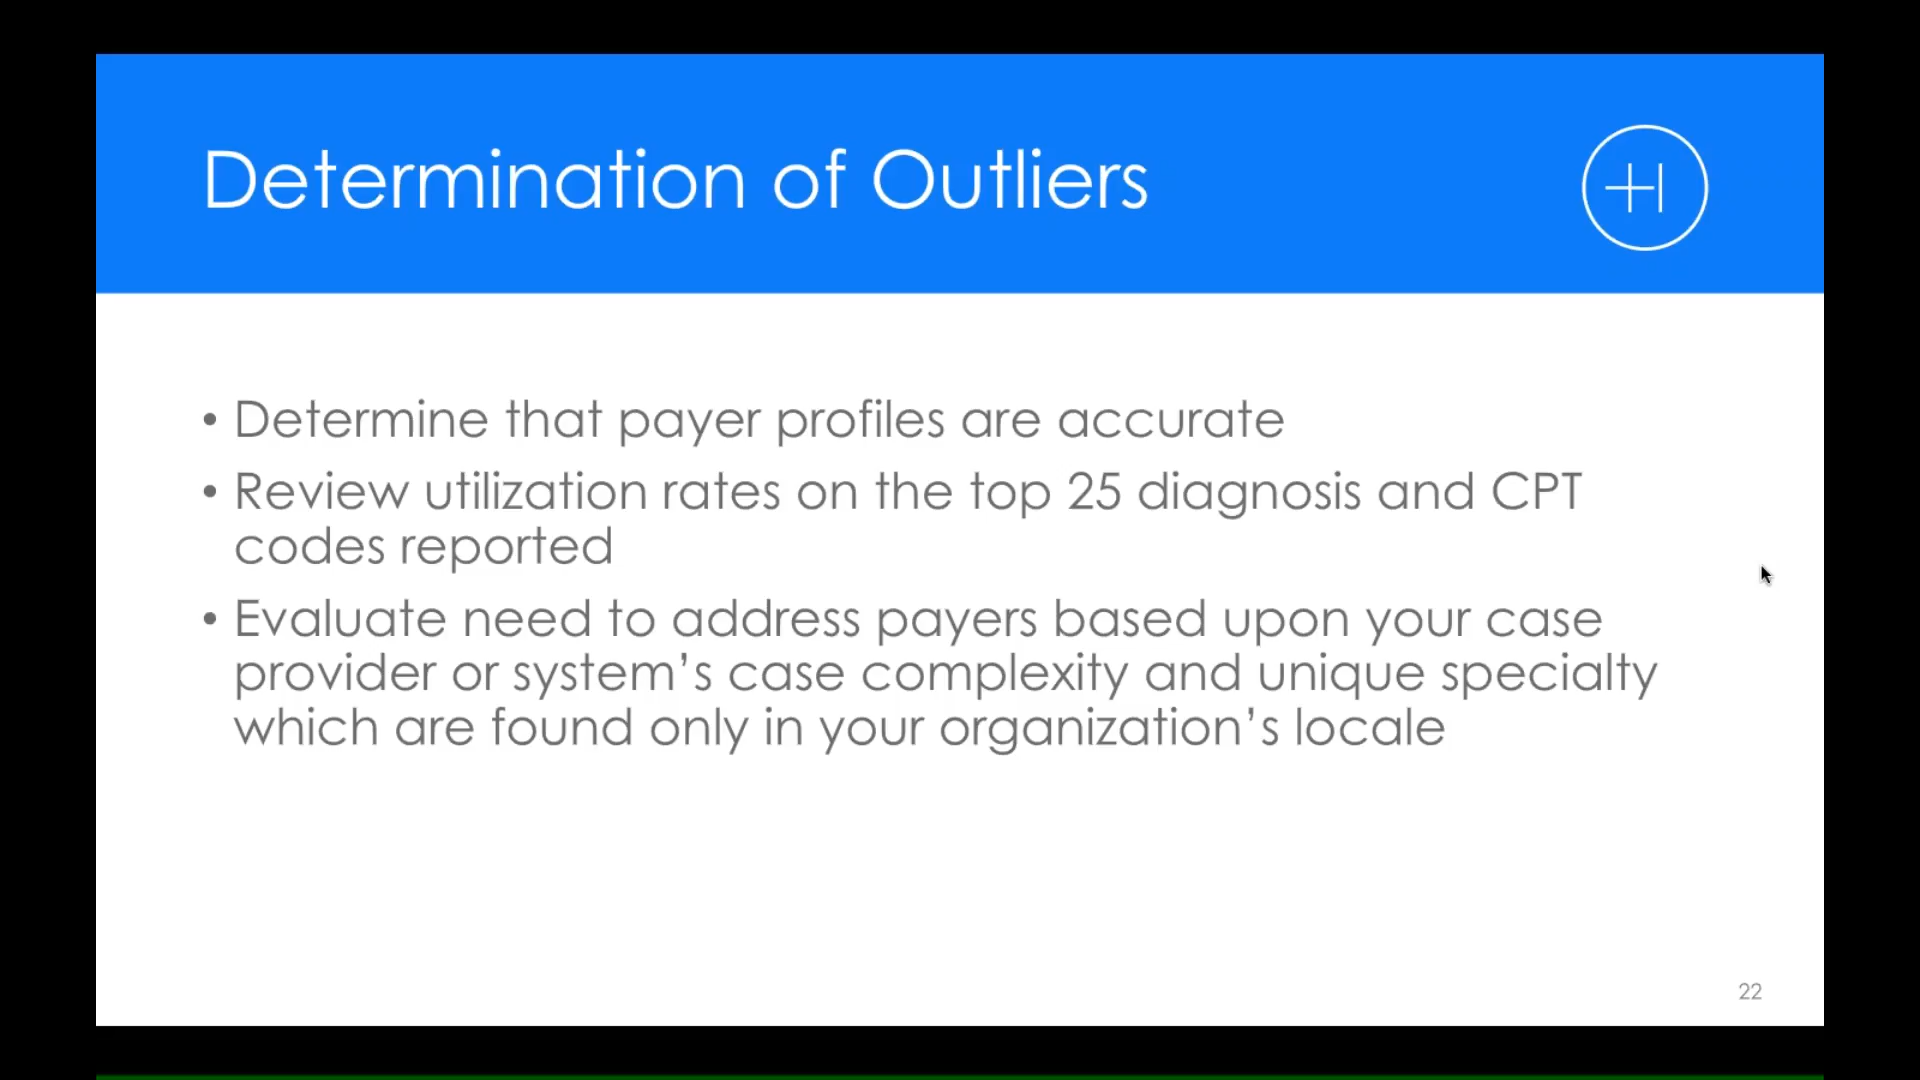 Determination of Outliers
• Determine that payer profiles are accurate
• Review utilization rates on the top 25 diagnosis and CPT
codes reported
• Evaluate need to address payers based upon your case
provider or system’s case complexity and unique specialty
which are found only in your organization’s locale
22